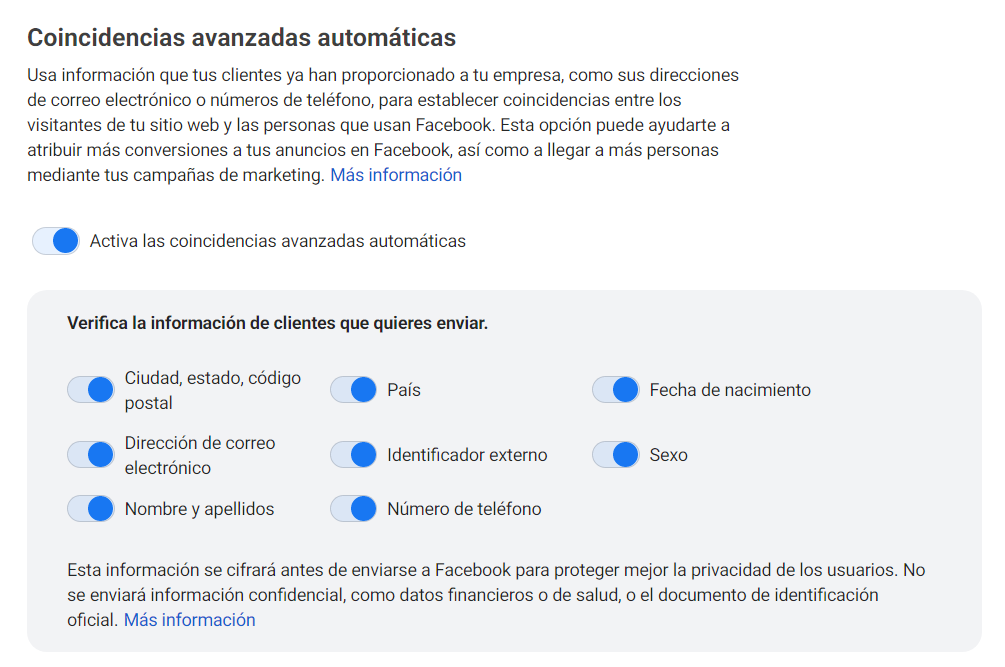 Coincidencias avanzadas automáticas
Usa información que tus clientes ya han proporcionado a tu empresa, como sus direcciones
de correo electrónico o números de teléfono, para establecer coincidencias entre los
visitantes de tu sitio web y las personas que usan Facebook. Esta opción puede ayudarte a
atribuir más conversiones a tus anuncios en Facebook, así como a llegar a más personas
mediante tus campañas de marketing. Más información
Activa las coincidencias avanzadas automáticas
Verifica la información de clientes que quieres enviar.
Ciudad, estado, código
postal
País
Fecha de nacimiento
Dirección de correo
electrónico
Identificador externo
Sexo
Nombre y apellidos
Número de teléfono
Esta información se cifrará antes de enviarse a Facebook para proteger mejor la privacidad de los usuarios. No
se enviará información confidencial, como datos financieros o de salud, o el documento de identificación
oficial. Más información